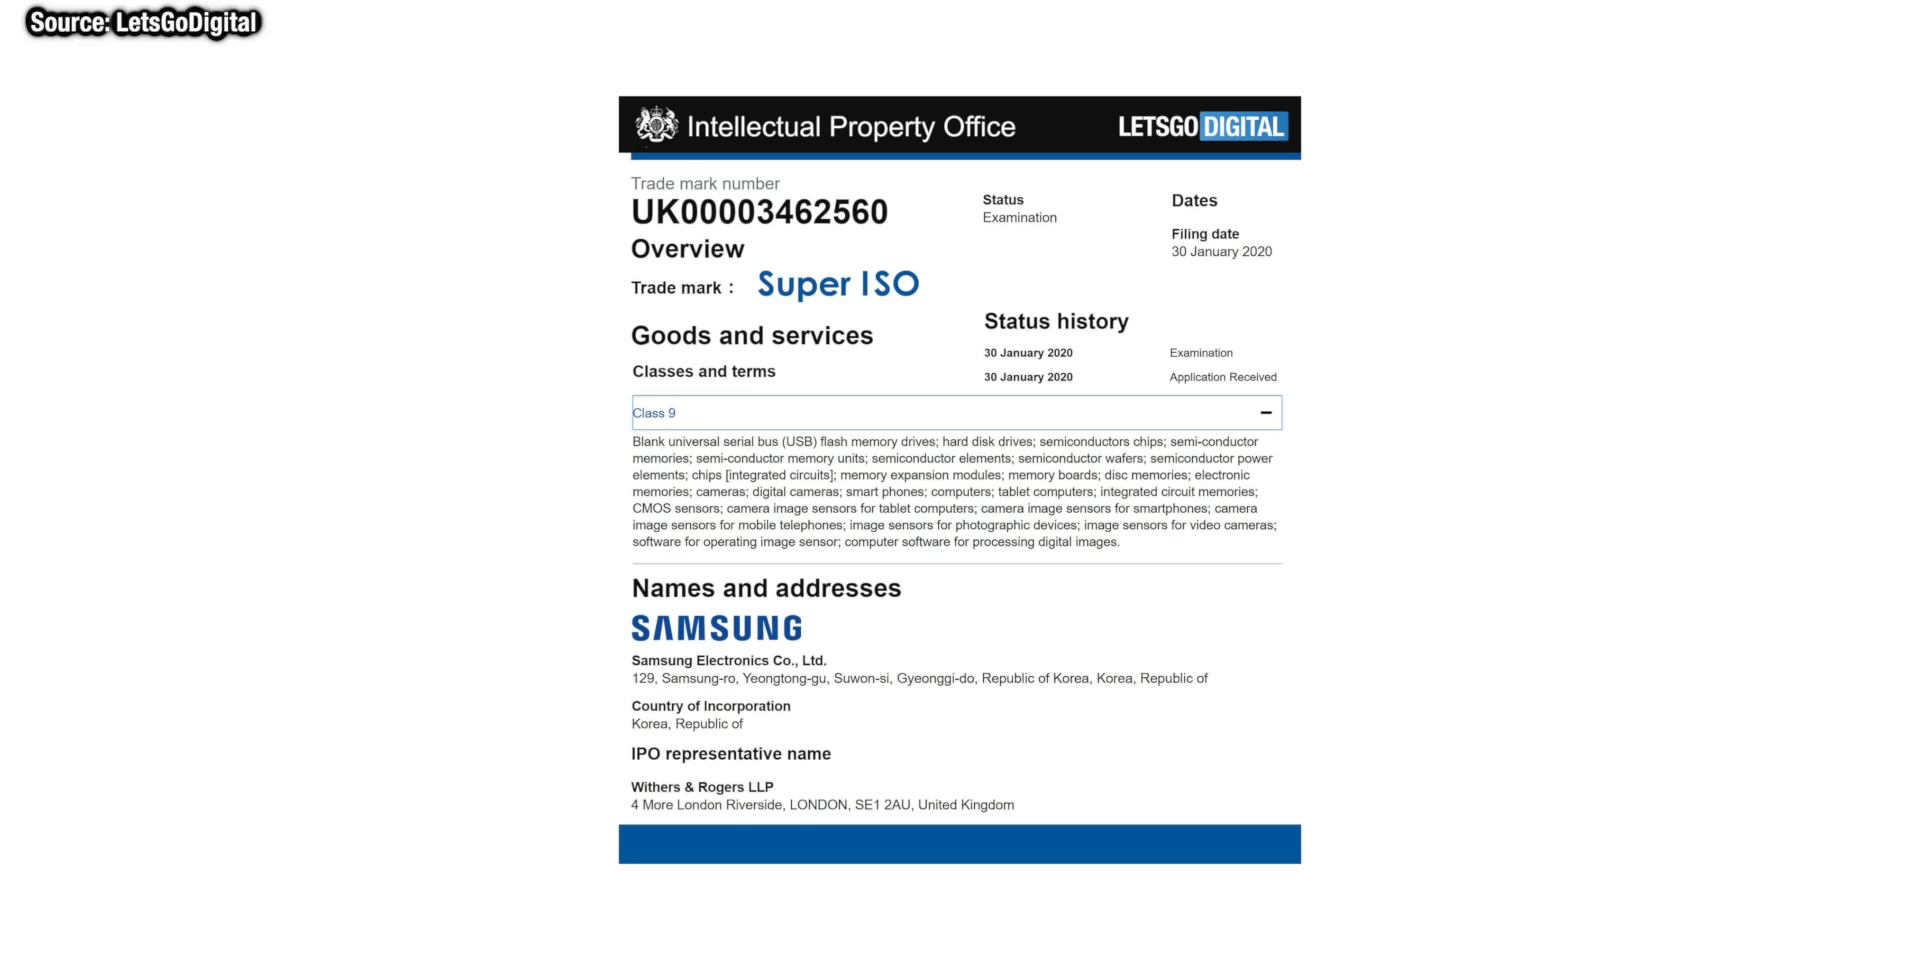 Source: LetsGoDigital
Intellectual Property Office
LETSGODIGITAL
Trade mark number
UK00003462560
Status
Examination
Dates
Filing date
30 January 2020
Overview
Trade mark : Super ISO
Goods and services
Classes and terms
Status history
30 January 2020 Examination
30 January 2020 Application Received
Class 9
Blank universal serial bus (USB) flash memory drives; hard disk drives; semiconductors chips; semi-conductor
memories; semi-conductor memory units; semiconductor elements; semiconductor wafers; semiconductor power
elements; chips [integrated circuits]; memory expansion modules; memory boards; disc memories; electronic
memories; cameras; digital cameras; smart phones; computers; tablet computers; integrated circuit memories;
CMOS sensors; camera image sensors for tablet computers; camera image sensors for smartphones; camera
image sensors for mobile telephones; image sensors for photographic devices; image sensors for video cameras;
software for operating image sensor; computer software for processing digital images.
Names and addresses
SAMSUNG
Samsung Electronics Co., Ltd.
129, Samsung-ro, Yeongtong-gu, Suwon-si, Gyeonggi-do, Republic of Korea, Korea, Republic of
Country of Incorporation
Korea, Republic of
IPO representative name
Withers & Rogers LLP
4 More London Riverside, LONDON, SE1 2AU, United Kingdom